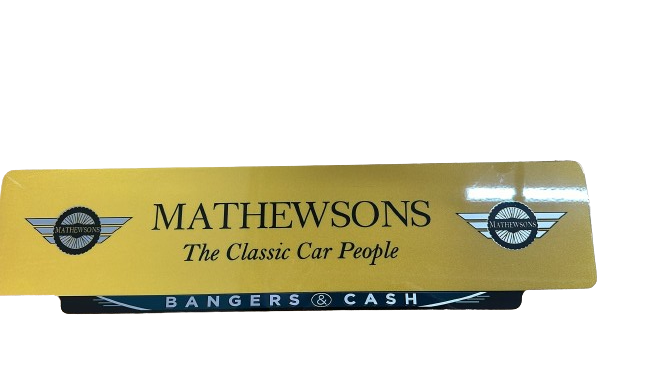 MATHEWSONS
The Classic Car People
MATHEWSONS
MATHEWSONS
BANGERS & CASH